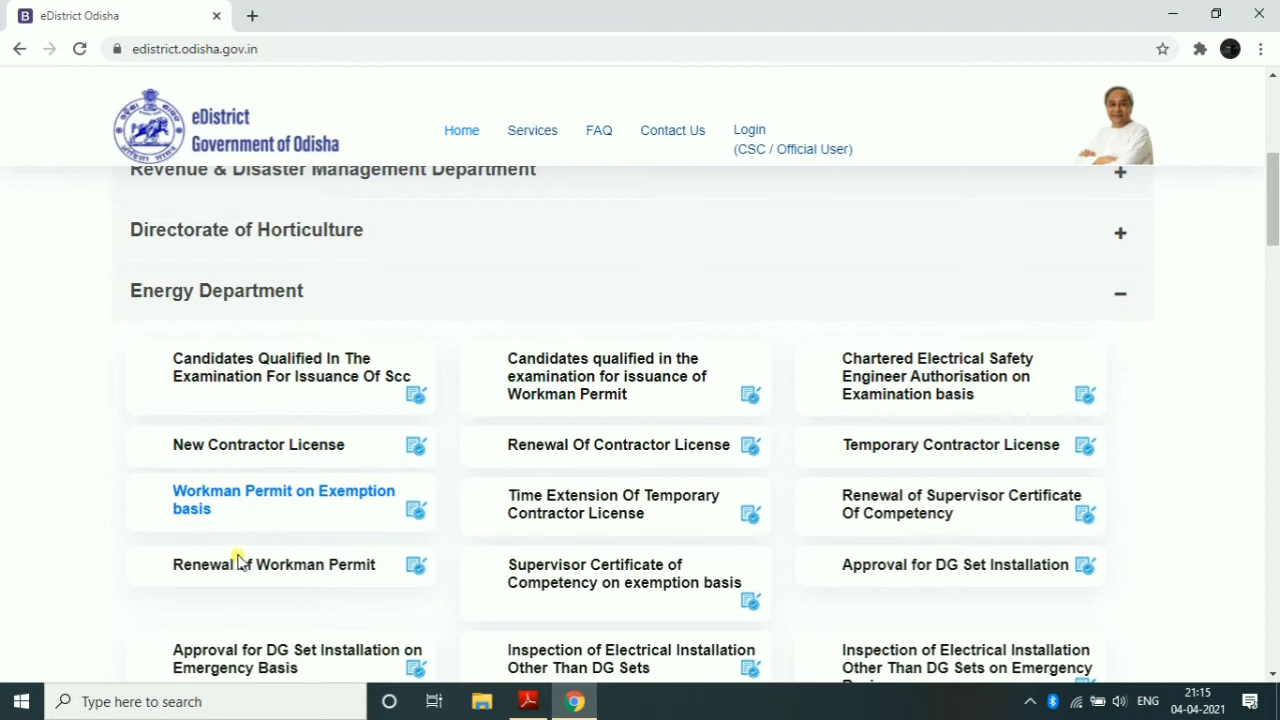 eDistrict Odisha
edistrict.odisha.gov.in
eDistrict
Government of Odisha
Home
Services
FAQ
Contact Us
Login
(CSC / Official User)
Revenue & Disaster Management Department
+
Directorate of Horticulture
+
Energy Department
−
Candidates Qualified In The
Examination For Issuance Of Scc
Candidates qualified in the
examination for issuance of
Workman Permit
Chartered Electrical Safety
Engineer Authorisation on
Examination basis
New Contractor License
Renewal Of Contractor License
Temporary Contractor License
Workman Permit on Exemption
basis
Time Extension Of Temporary
Contractor License
Renewal of Supervisor Certificate
Of Competency
Renewal of Workman Permit
Supervisor Certificate of
Competency on exemption basis
Approval for DG Set Installation
Approval for DG Set Installation on
Emergency Basis
Inspection of Electrical Installation
Other Than DG Sets
Inspection of Electrical Installation
Other Than DG Sets on Emergency
Type here to search
ENG
21:15
04-04-2021